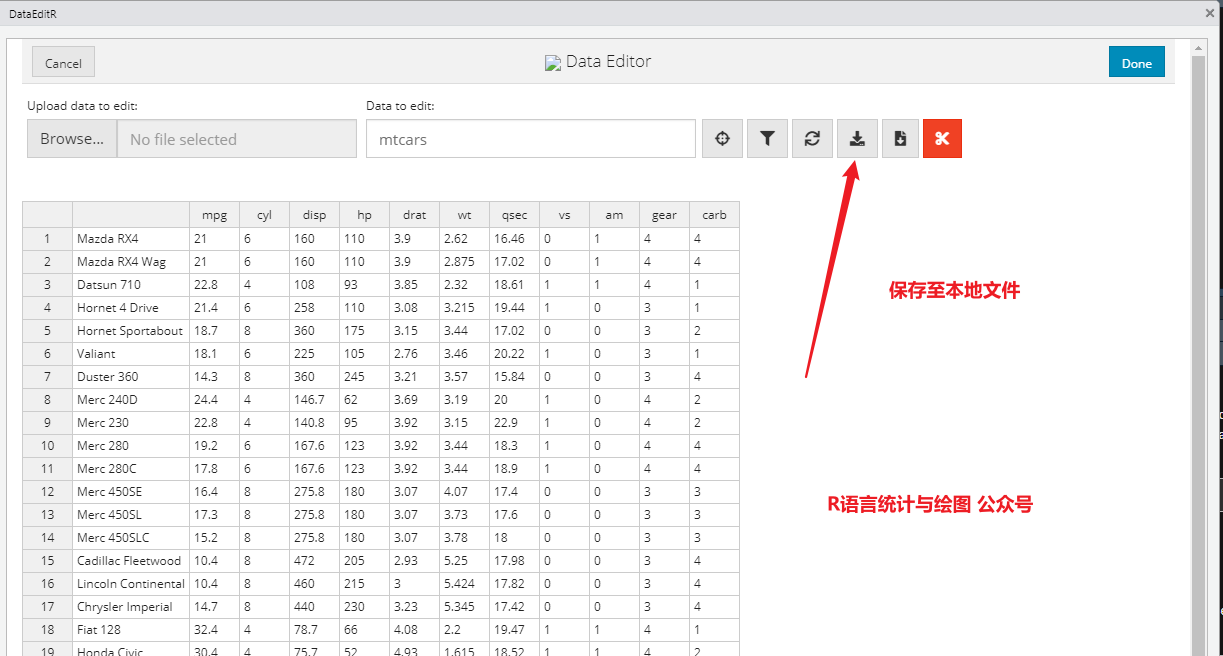 DataEditR
Cancel
Data Editor
Done
Upload data to edit:
Data to edit:
Browse...
No file selected
mtcars
mpg cyl disp hp drat wt qsec vs am gear carb
1 Mazda RX4 21 6 160 110 3.9 2.62 16.46 0 1 4 4
2 Mazda RX4 Wag 21 6 160 110 3.9 2.875 17.02 0 1 4 4
3 Datsun 710 22.8 4 108 93 3.85 2.32 18.61 1 1 4 1
4 Hornet 4 Drive 21.4 6 258 110 3.08 3.215 19.44 1 0 3 1
5 Hornet Sportabout 18.7 8 360 175 3.15 3.44 17.02 0 0 3 2
6 Valiant 18.1 6 225 105 2.76 3.46 20.22 1 0 3 1
7 Duster 360 14.3 8 360 245 3.21 3.57 15.84 0 0 3 4
8 Merc 240D 24.4 4 146.7 62 3.69 3.19 20 1 0 4 2
9 Merc 230 22.8 4 140.8 95 3.92 3.15 22.9 1 0 4 2
10 Merc 280 19.2 6 167.6 123 3.92 3.44 18.3 1 0 4 4
11 Merc 280C 17.8 6 167.6 123 3.92 3.44 18.9 1 0 4 4
12 Merc 450SE 16.4 8 275.8 180 3.07 4.07 17.4 0 0 3 3
13 Merc 450SL 17.3 8 275.8 180 3.07 3.73 17.6 0 0 3 3
14 Merc 450SLC 15.2 8 275.8 180 3.07 3.78 18 0 0 3 3
15 Cadillac Fleetwood 10.4 8 472 205 2.93 5.25 17.98 0 0 3 4
16 Lincoln Continental 10.4 8 460 215 3 5.424 17.82 0 0 3 4
17 Chrysler Imperial 14.7 8 440 230 3.23 5.345 17.42 0 0 3 4
18 Fiat 128 32.4 4 78.7 66 4.08 2.2 19.47 1 1 4 1
19 Honda Civic 30.4 4 75.7 52 4.93 1.615 18.52 1 1 4 2
保存至本地文件
R语言统计与绘图 公众号